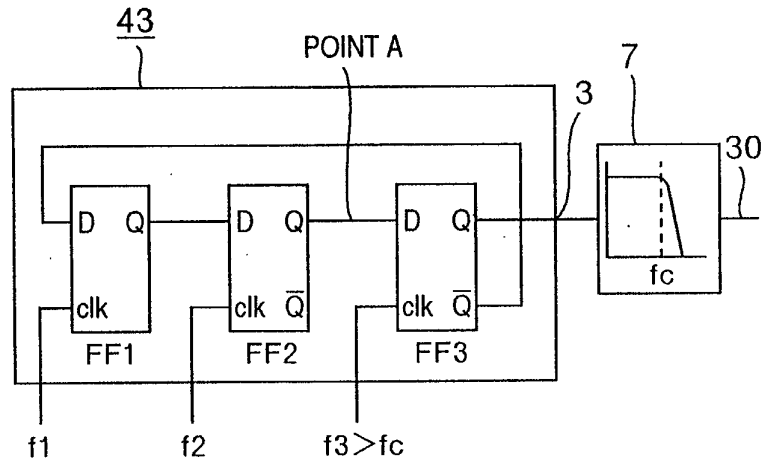 43
POINT A
3
7
30
D Q
D Q
D Q
fc
clk
clk Q̅
clk Q̅
FF1
FF2
FF3
f1
f2
f3>fc